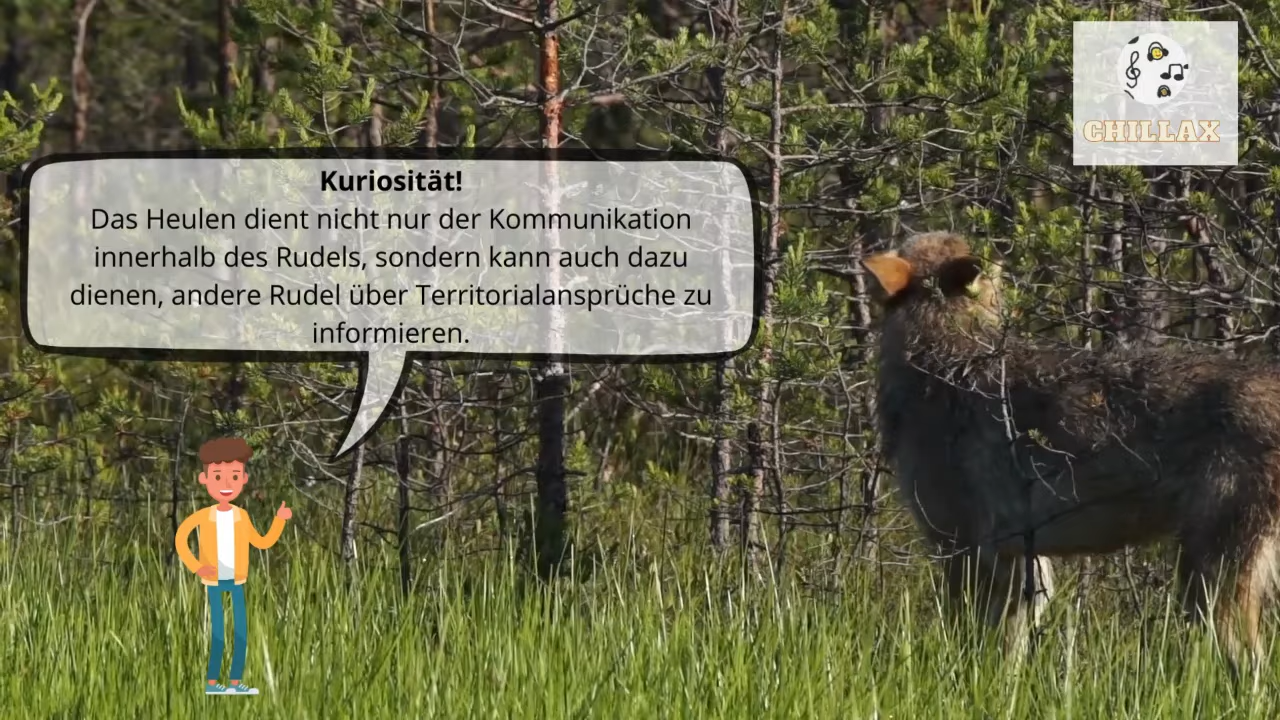 CHILLAX
Kuriosität!
Das Heulen dient nicht nur der Kommunikation
innerhalb des Rudels, sondern kann auch dazu
dienen, andere Rudel über Territorialansprüche zu
informieren.